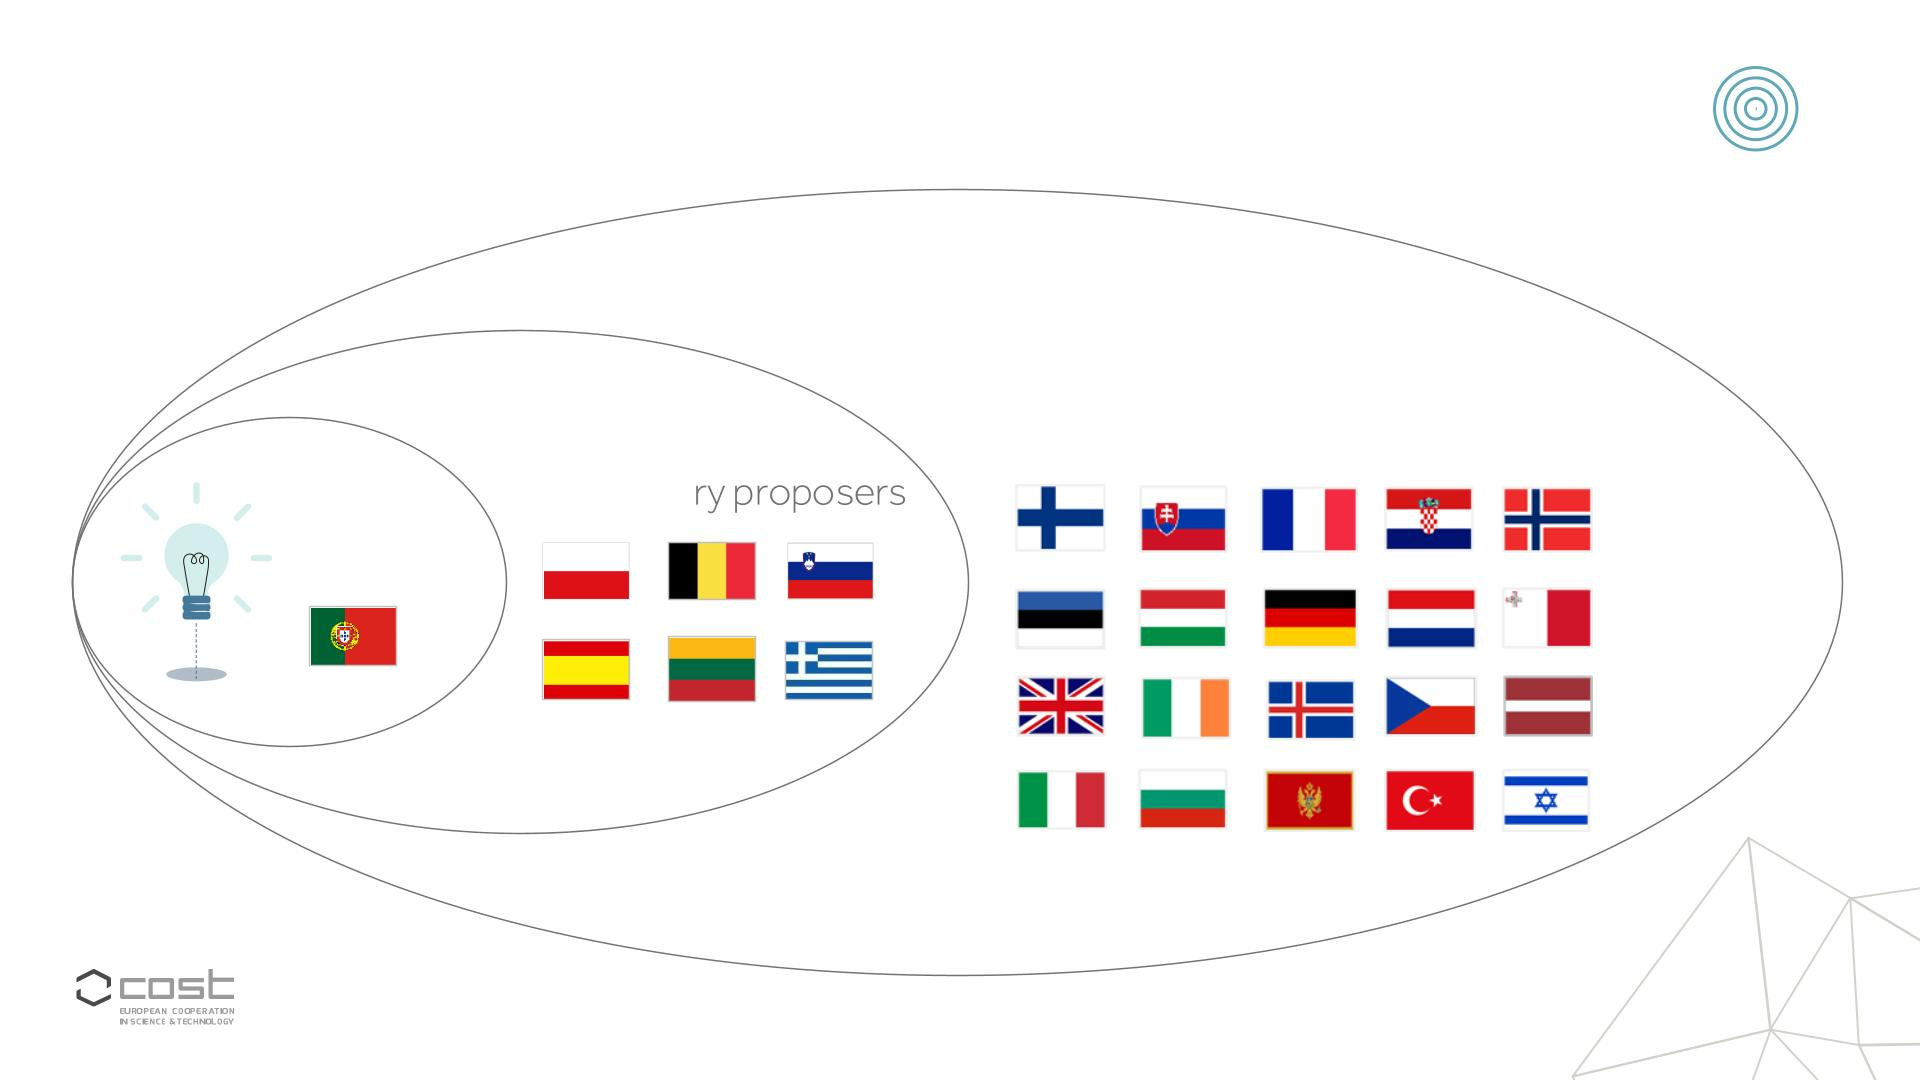 ry proposers
cost
EUROPEAN COOPERATION
IN SCIENCE & TECHNOLOGY